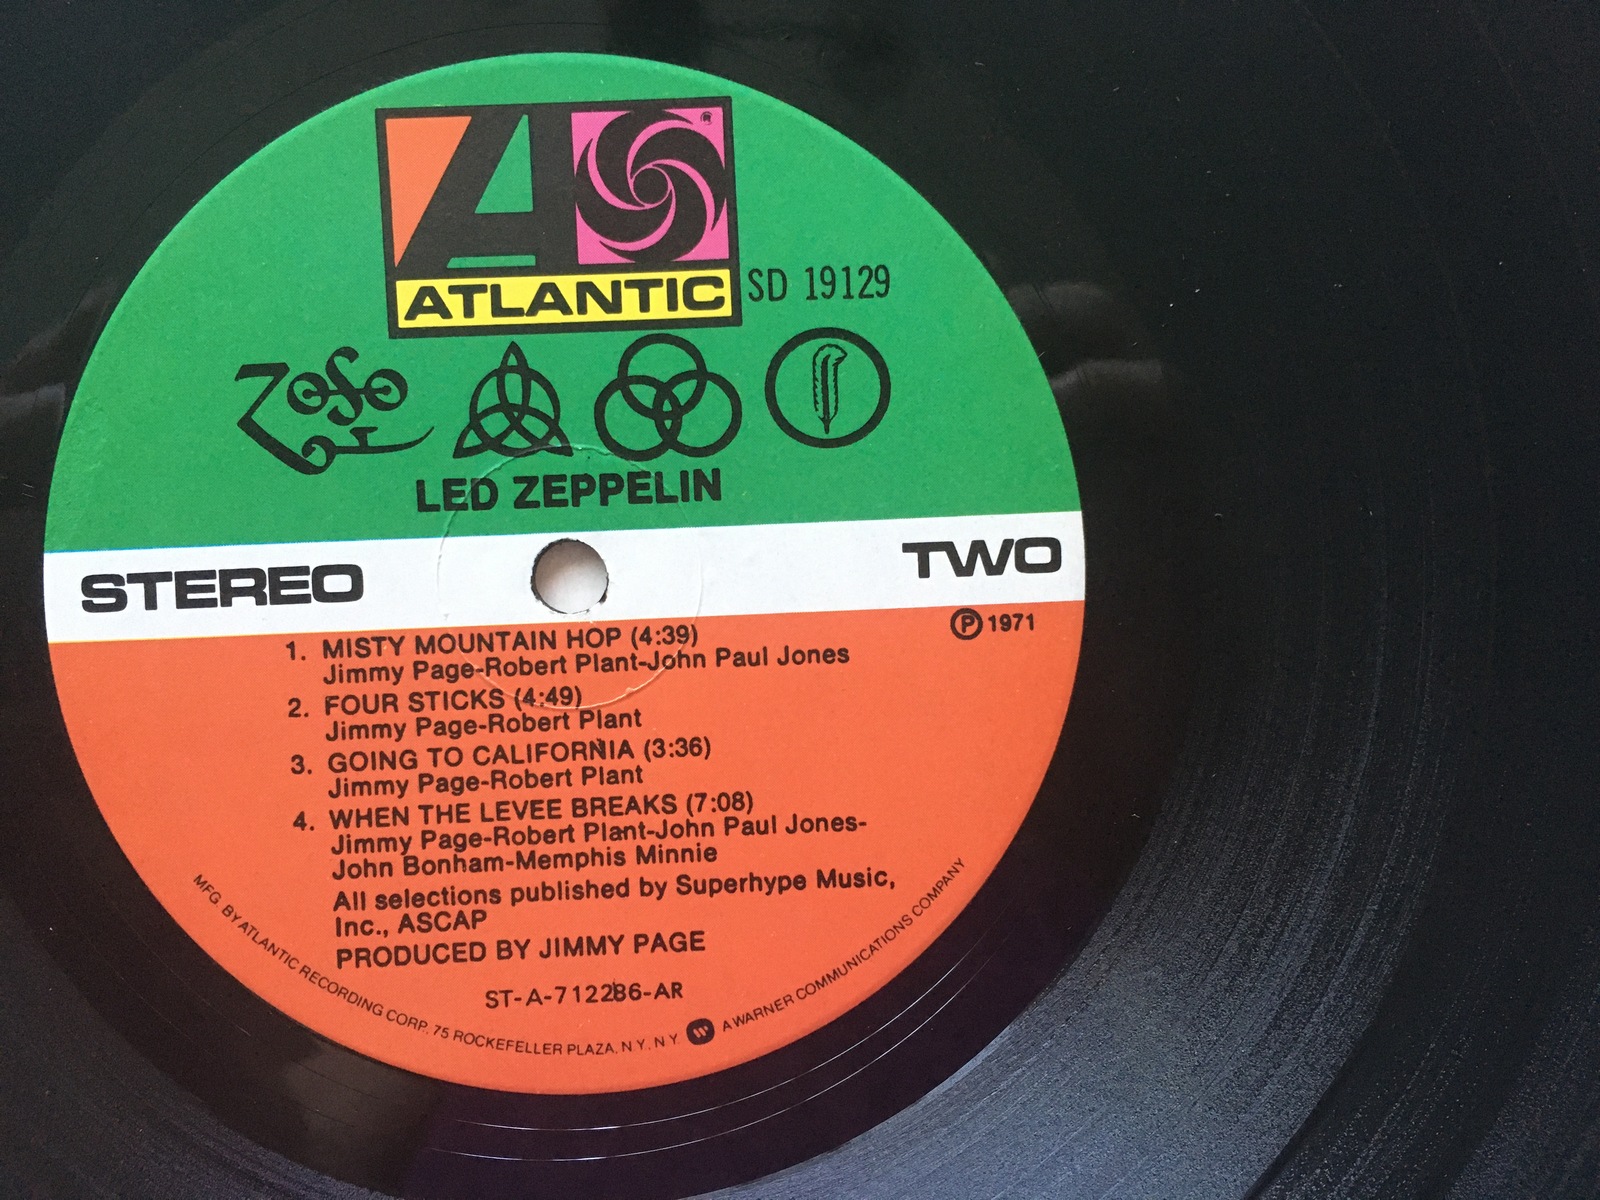 ATLANTIC
SD 19129
LED ZEPPELIN
STEREO
TWO
Ⓟ 1971
1. MISTY MOUNTAIN HOP (4:39)
Jimmy Page-Robert Plant-John Paul Jones
2. FOUR STICKS (4:49)
Jimmy Page-Robert Plant
3. GOING TO CALIFORNIA (3:36)
Jimmy Page-Robert Plant
4. WHEN THE LEVEE BREAKS (7:08)
Jimmy Page-Robert Plant-John Paul Jones-
John Bonham-Memphis Minnie
All selections published by Superhype Music,
Inc., ASCAP
PRODUCED BY JIMMY PAGE
ST-A-712286-AR
MFG. BY ATLANTIC RECORDING CORP., 75 ROCKEFELLER PLAZA, N.Y., N.Y. A WARNER COMMUNICATIONS COMPANY